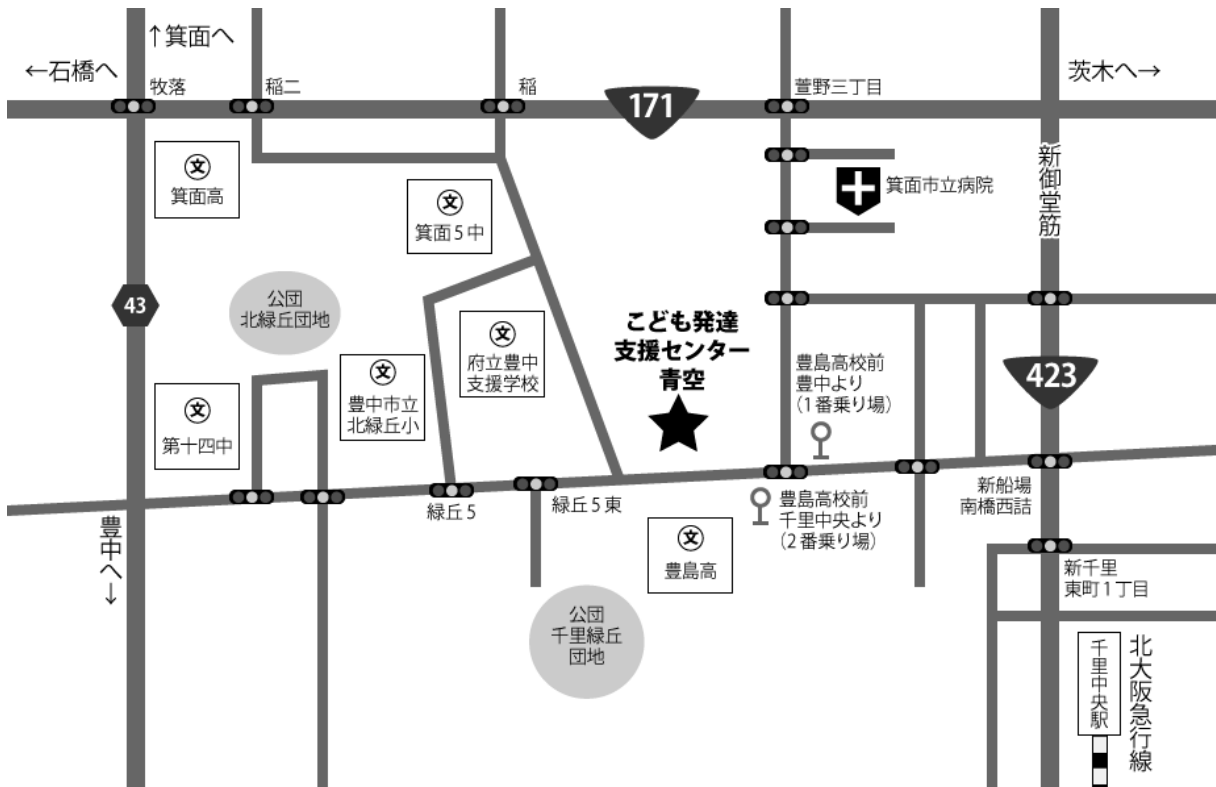 ↑箕面へ
←石橋へ
茨木へ→
牧落
稲二
稲
萱野三丁目
171
文
箕面高
文
箕面5中
箕面市立病院
新御堂筋
43
公団
北緑丘団地
文
府立豊中
支援学校
こども発達
支援センター
青空
豊島高校前
豊中より
(1番乗り場)
423
文
第十四中
文
豊中市立
北緑丘小
緑丘5
緑丘5東
豊島高校前
千里中央より
(2番乗り場)
新船場
南橋西詰
豊中へ↓
文
豊島高
新千里
東町1丁目
公団
千里緑丘
団地
千里中央駅
北大阪急行線